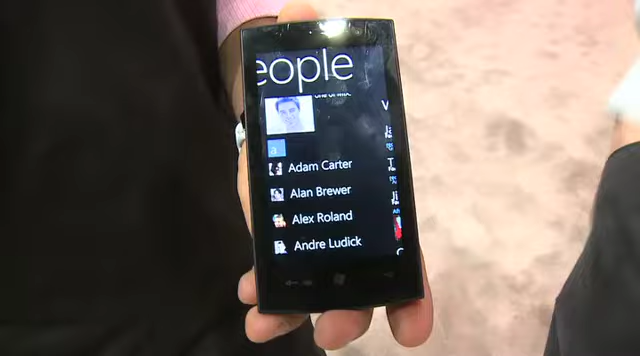 eople
a
Adam Carter
Alan Brewer
Alex Roland
Andre Ludick